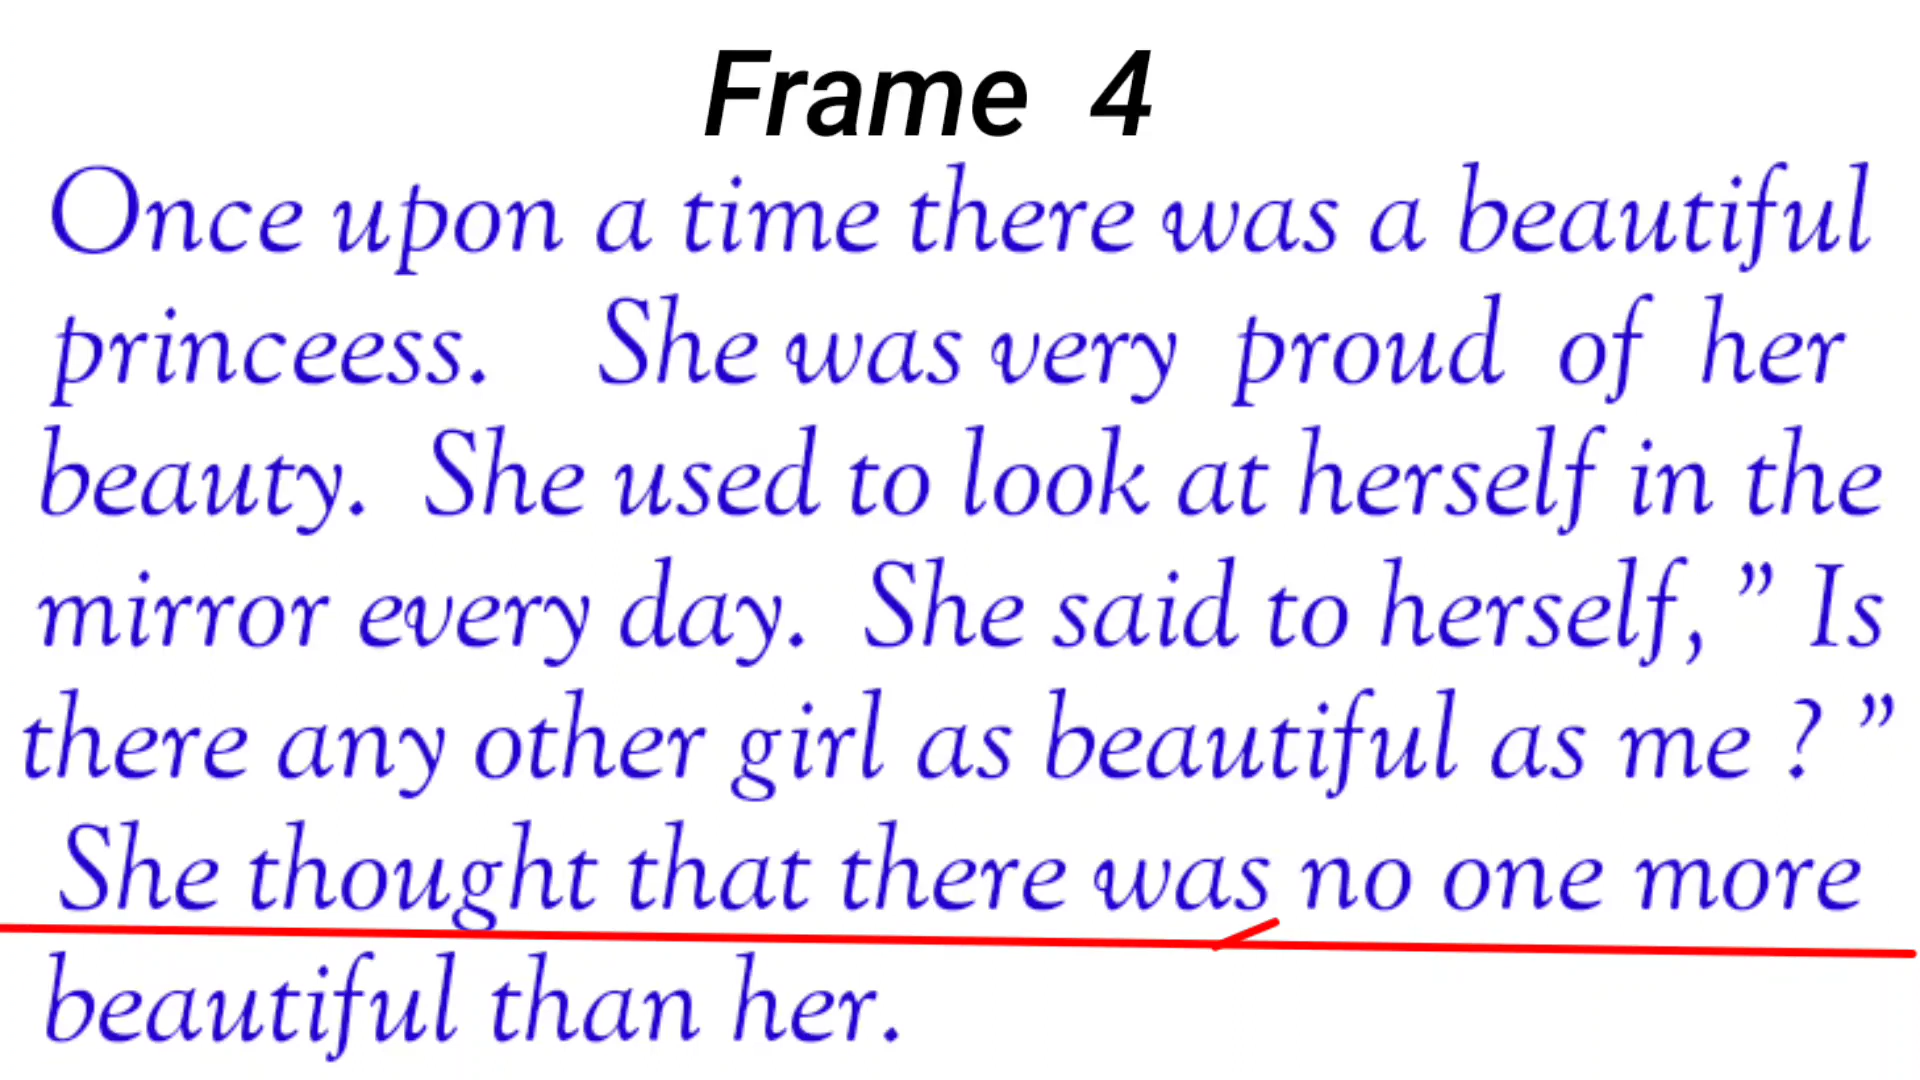 Frame 4
Once upon a time there was a beautiful
princeess. She was very proud of her
beauty. She used to look at herself in the
mirror every day. She said to herself, ” Is
there any other girl as beautiful as me ? ”
She thought that there was no one more
beautiful than her.